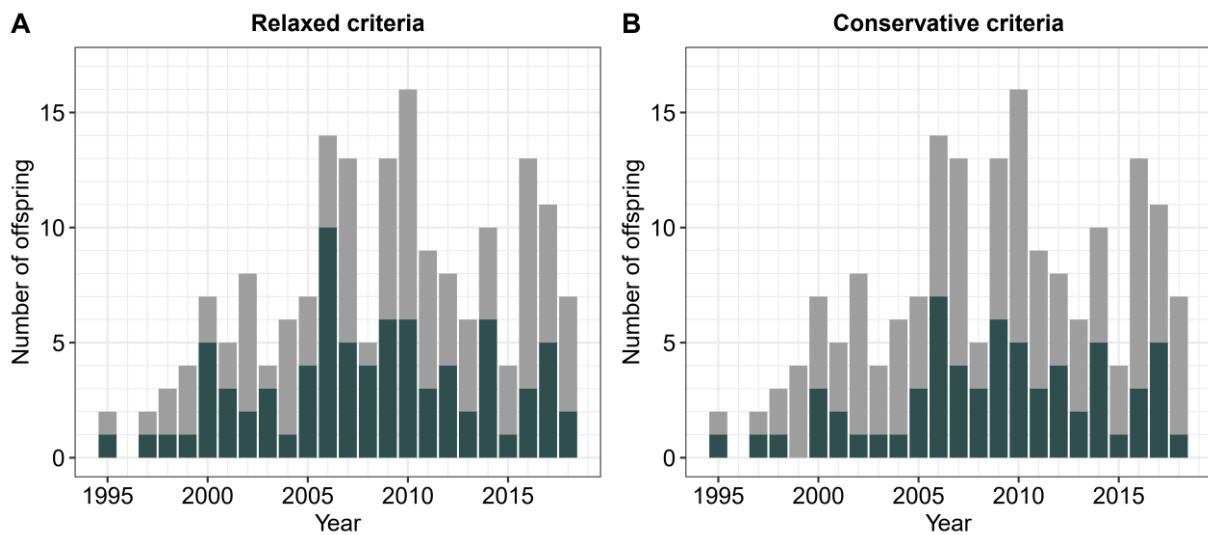 A Relaxed criteria
Number of offspring
15
10
5
0
1995 2000 2005 2010 2015
Year
B Conservative criteria
Number of offspring
15
10
5
0
1995 2000 2005 2010 2015
Year